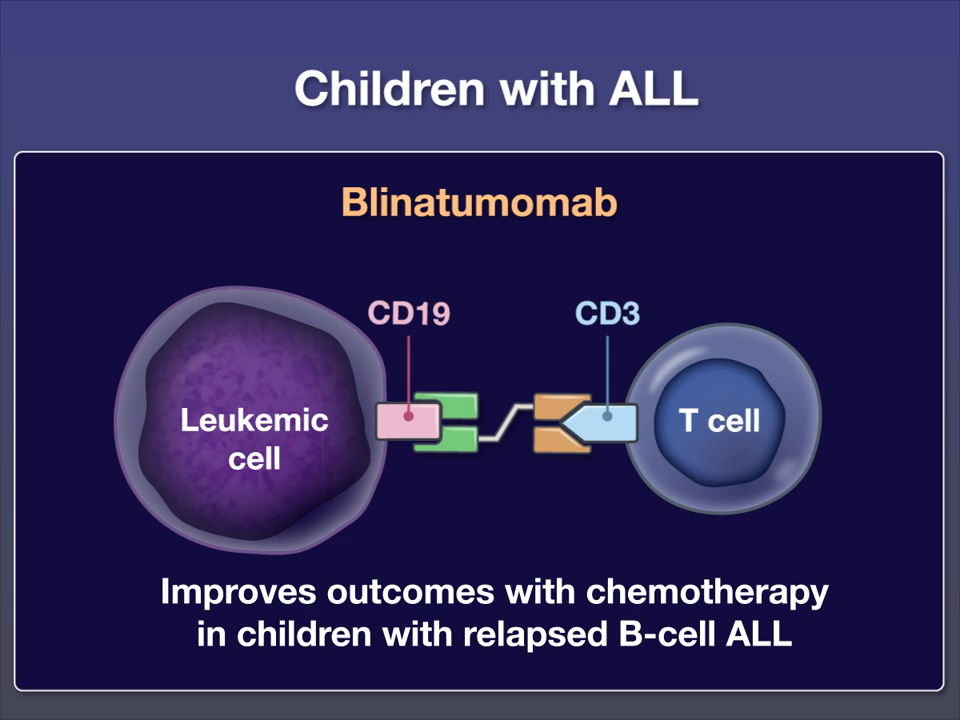 Children with ALL
Blinatumomab
CD19
CD3
Leukemic
cell
T cell
Improves outcomes with chemotherapy
in children with relapsed B-cell ALL